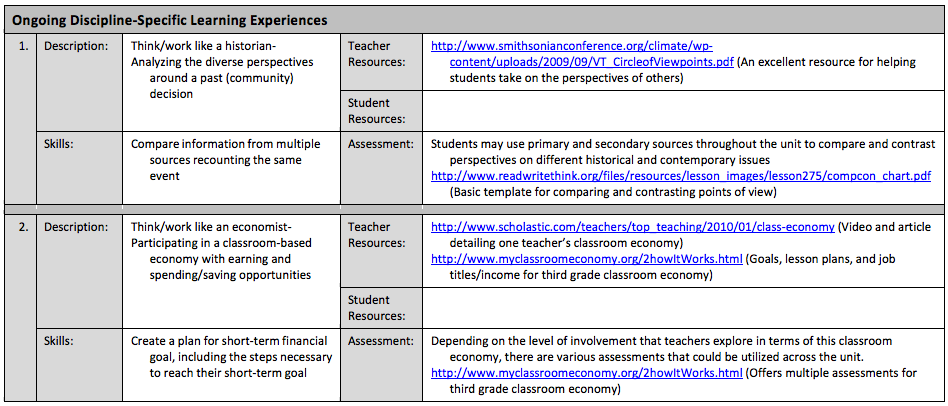 Ongoing Discipline-Specific Learning Experiences
1.
Description:
Think/work like a historian-
Analyzing the diverse perspectives
around a past (community)
decision
Teacher
Resources:
http://www.smithsonianconference.org/climate/wp-
content/uploads/2009/09/VT_CircleofViewpoints.pdf (An excellent resource for helping
students take on the perspectives of others)
Student
Resources:
Skills:
Compare information from multiple
sources recounting the same
event
Assessment:
Students may use primary and secondary sources throughout the unit to compare and contrast
perspectives on different historical and contemporary issues
http://www.readwritethink.org/files/resources/lesson_images/lesson275/compcon_chart.pdf
(Basic template for comparing and contrasting points of view)
2.
Description:
Think/work like an economist-
Participating in a classroom-based
economy with earning and
spending/saving opportunities
Teacher
Resources:
http://www.scholastic.com/teachers/top_teaching/2010/01/class-economy (Video and article
detailing one teacher's classroom economy)
http://www.myclassroomeconomy.org/2howItWorks.html (Goals, lesson plans, and job
titles/income for third grade classroom economy)
Student
Resources:
Skills:
Create a plan for short-term financial
goal, including the steps necessary
to reach their short-term goal
Assessment:
Depending on the level of involvement that teachers explore in terms of this classroom
economy, there are various assessments that could be utilized across the unit.
http://www.myclassroomeconomy.org/2howItWorks.html (Offers multiple assessments for
third grade classroom economy)